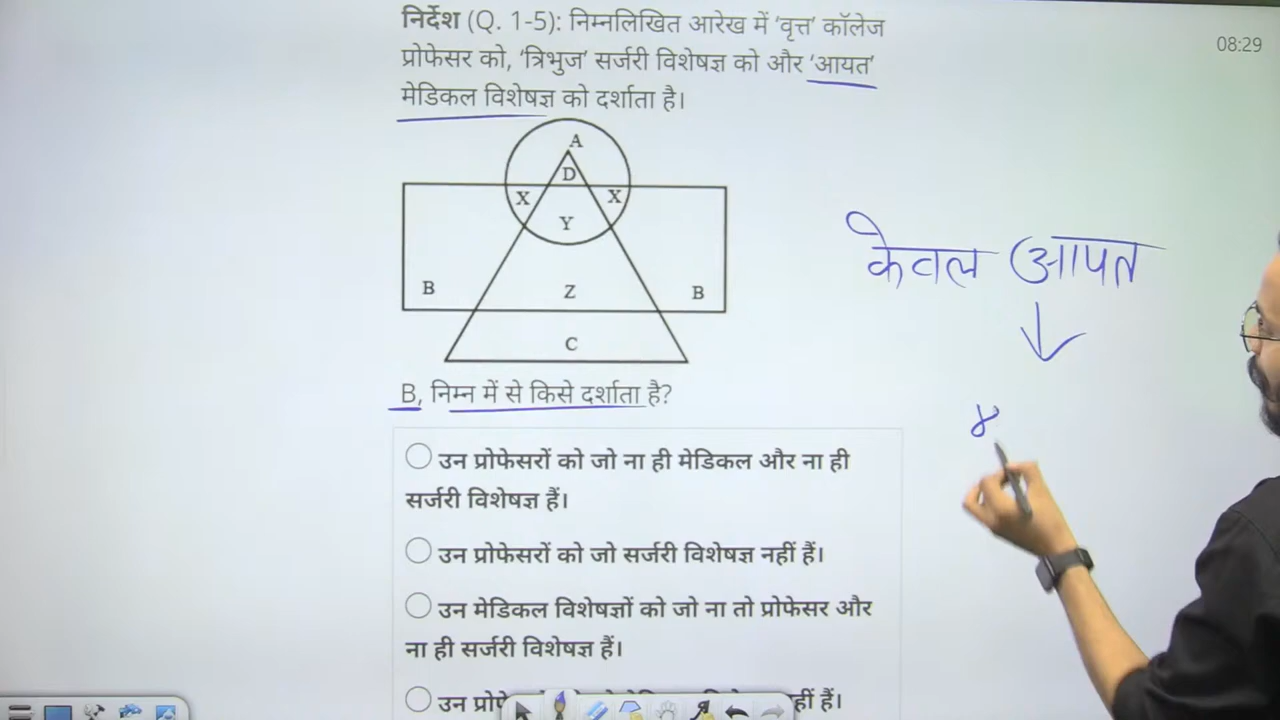 निर्देश (Q. 1-5): निम्नलिखित आरेख में 'वृत्त' कॉलेज
प्रोफेसर को, 'त्रिभुज' सर्जरी विशेषज्ञ को और 'आयत'
मेडिकल विशेषज्ञ को दर्शाता है।
08:29
A
D
X X
Y
B Z B
C
केवल आयत
B, निम्न में से किसे दर्शाता है?
उन प्रोफेसरों को जो ना ही मेडिकल और ना ही
सर्जरी विशेषज्ञ हैं।
उन प्रोफेसरों को जो सर्जरी विशेषज्ञ नहीं हैं।
उन मेडिकल विशेषज्ञों को जो ना तो प्रोफेसर और
ना ही सर्जरी विशेषज्ञ हैं।
उन हैं।